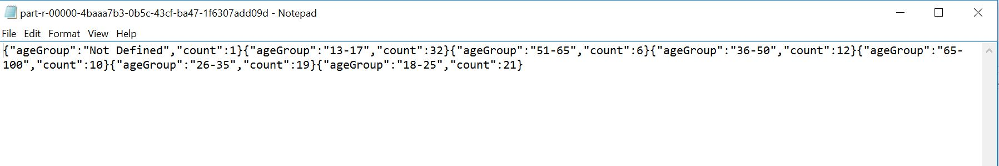 part-r-00000-4baaa7b3-0b5c-43cf-ba47-1f6307add09d - Notepad
File Edit Format View Help
{"ageGroup":"Not Defined","count":1}{"ageGroup":"13-17","count":32}{"ageGroup":"51-65","count":6}{"ageGroup":"36-50","count":12}{"ageGroup":"65-
100","count":10}{"ageGroup":"26-35","count":19}{"ageGroup":"18-25","count":21}